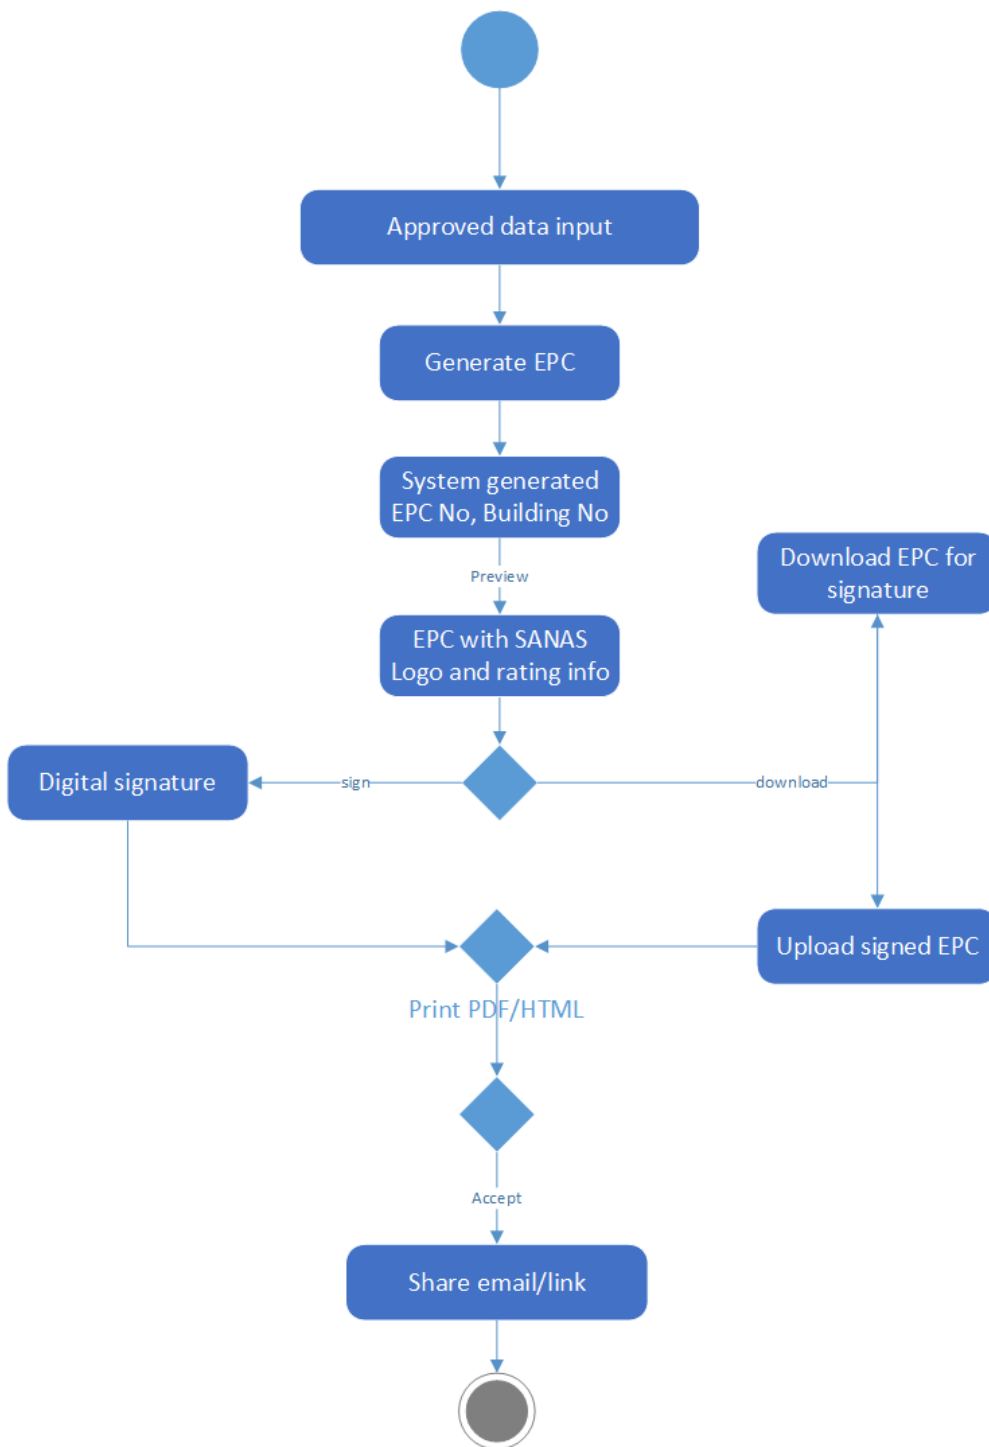 Approved data input
Generate EPC
System generated
EPC No, Building No
Preview
Download EPC for
signature
EPC with SANAS
Logo and rating info
Digital signature
sign
download
Upload signed EPC
Print PDF/HTML
Accept
Share email/link